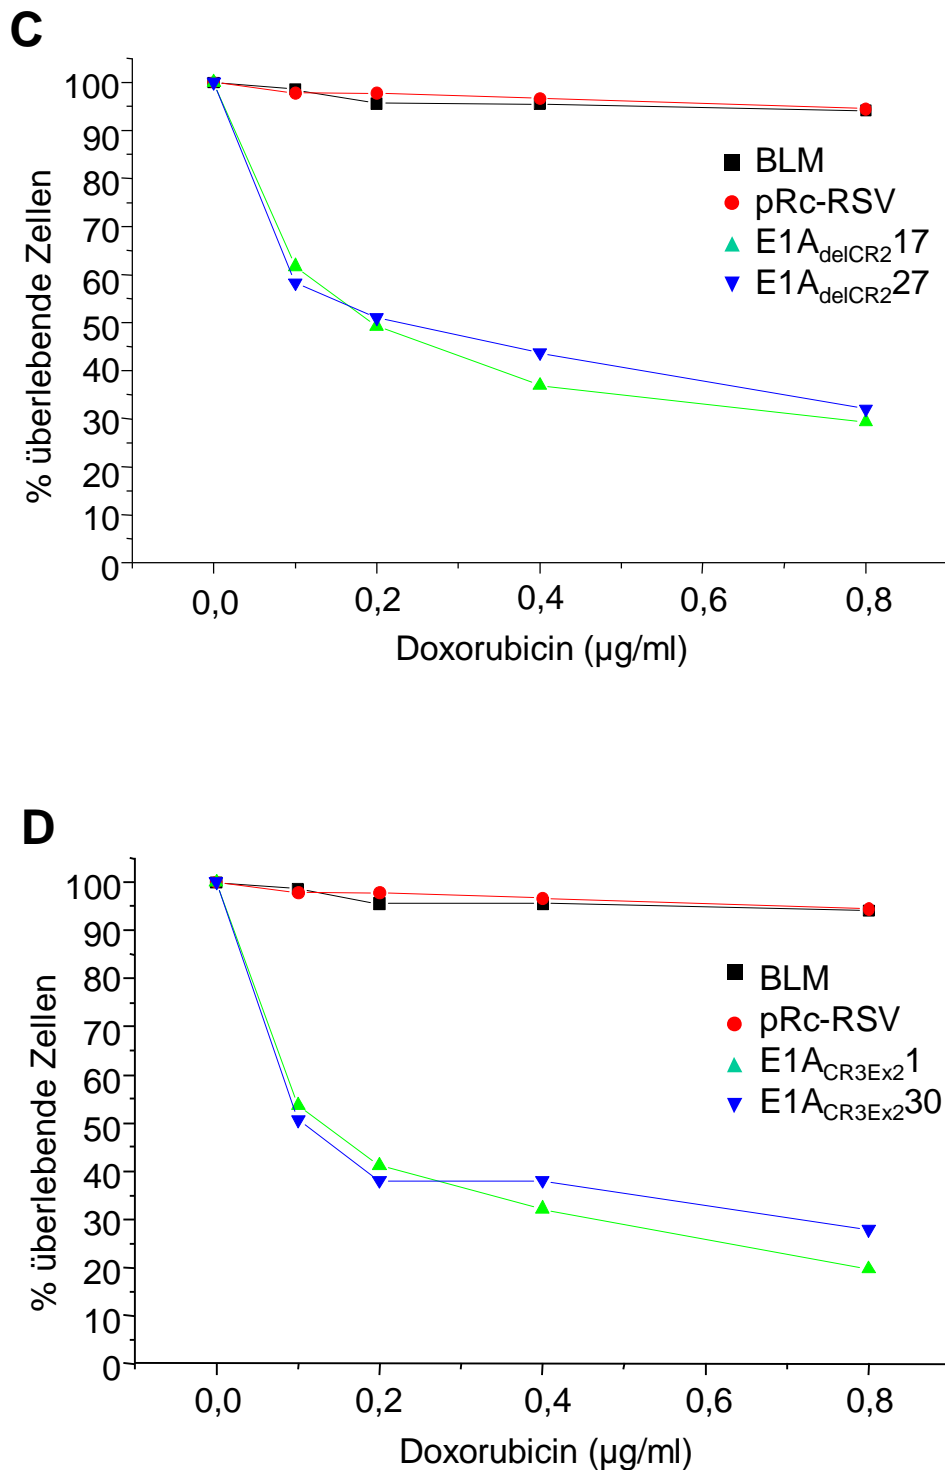 C
% überlebende Zellen
100
90
80
70
60
50
40
30
20
10
0
BLM
pRc-RSV
E1AdelCR217
E1AdelCR227
0,0 0,2 0,4 0,6 0,8
Doxorubicin (µg/ml)
D
% überlebende Zellen
100
90
80
70
60
50
40
30
20
10
0
BLM
pRc-RSV
E1ACR3Ex21
E1ACR3Ex230
0,0 0,2 0,4 0,6 0,8
Doxorubicin (µg/ml)